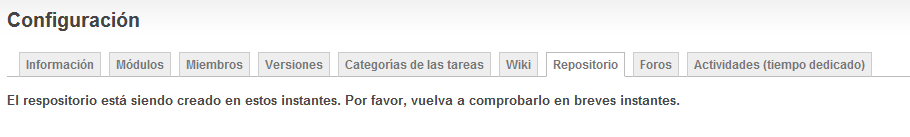 Configuración
Información Módulos Miembros Versiones Categorías de las tareas Wiki Repositorio Foros Actividades (tiempo dedicado)
El respositorio está siendo creado en estos instantes. Por favor, vuelva a comprobarlo en breves instantes.